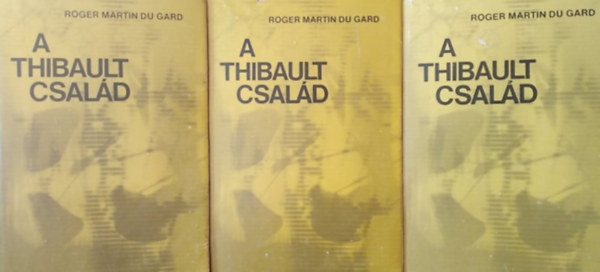 ROGER MARTIN DU GARD
A
THIBAULT
CSALÁD
ROGER MARTIN DU GARD
A
THIBAULT
CSALÁD
ROGER MARTIN DU GARD
A
THIBAULT
CSALÁD